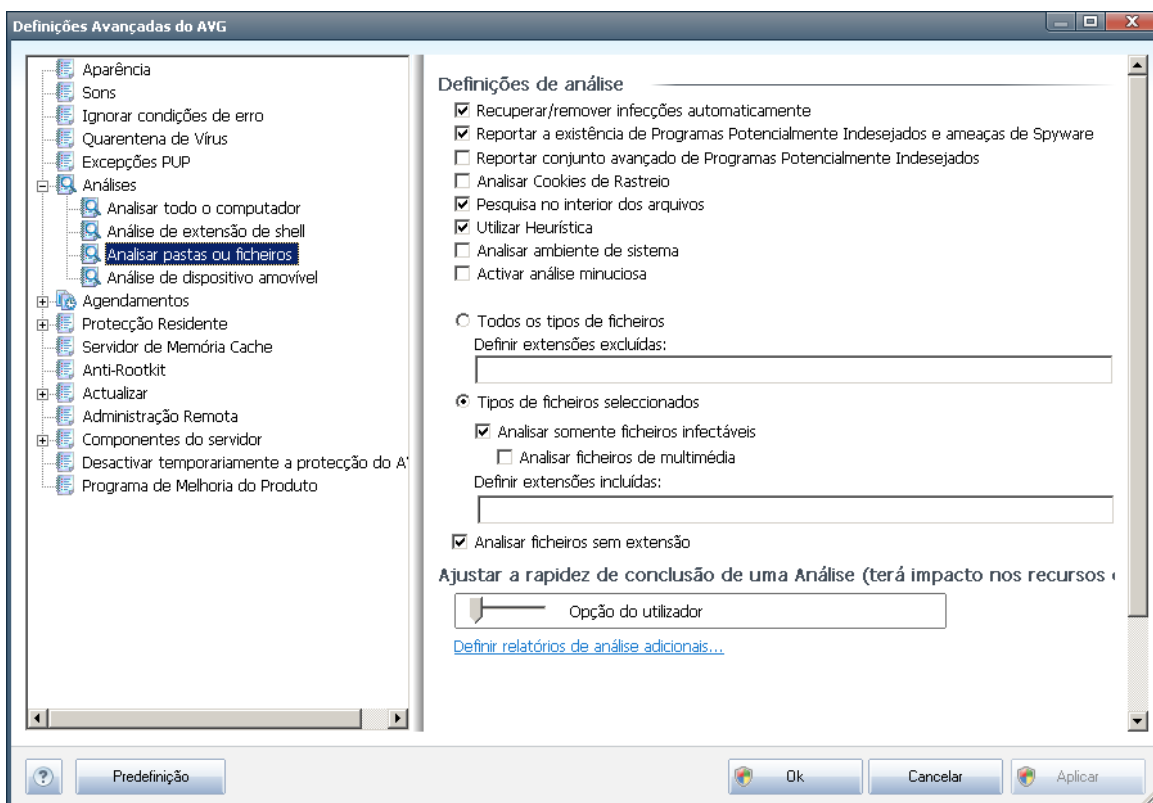 Definições Avançadas do AVG
Aparência
Sons
Ignorar condições de erro
Quarentena de Vírus
Excepções PUP
Análises
Analisar todo o computador
Análise de extensão de shell
Analisar pastas ou ficheiros
Análise de dispositivo amovível
Agendamentos
Protecção Residente
Servidor de Memória Cache
Anti-Rootkit
Actualizar
Administração Remota
Componentes do servidor
Desactivar temporariamente a protecção do A
Programa de Melhoria do Produto
Definições de análise
Recuperar/remover infecções automaticamente
Reportar a existência de Programas Potencialmente Indesejados e ameaças de Spyware
Reportar conjunto avançado de Programas Potencialmente Indesejados
Analisar Cookies de Rastreio
Pesquisa no interior dos arquivos
Utilizar Heurística
Analisar ambiente de sistema
Activar análise minuciosa
Todos os tipos de ficheiros
Definir extensões excluídas:
Tipos de ficheiros seleccionados
Analisar somente ficheiros infectáveis
Analisar ficheiros de multimédia
Definir extensões incluídas:
Analisar ficheiros sem extensão
Ajustar a rapidez de conclusão de uma Análise (terá impacto nos recursos
Opção do utilizador
Definir relatórios de análise adicionais...
? Predefinição Ok Cancelar Aplicar